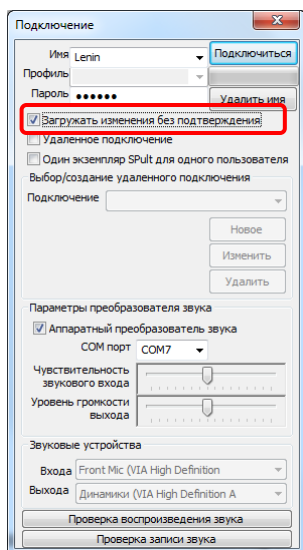 Подключение
Имя Lenin Подключиться
Профиль
Пароль •••••• Удалить имя
Загружать изменения без подтверждения
Удаленное подключение
Один экземпляр SPult для одного пользователя
Выбор/создание удаленного подключения
Подключение
Новое
Изменить
Удалить
Параметры преобразователя звука
Аппаратный преобразователь звука
COM порт COM7
Чувствительность
звукового входа
Уровень громкости
выхода
Звуковые устройства
Входа Front Mic (VIA High Definition
Выхода Динамики (VIA High Definition A
Проверка воспроизведения звука
Проверка записи звука